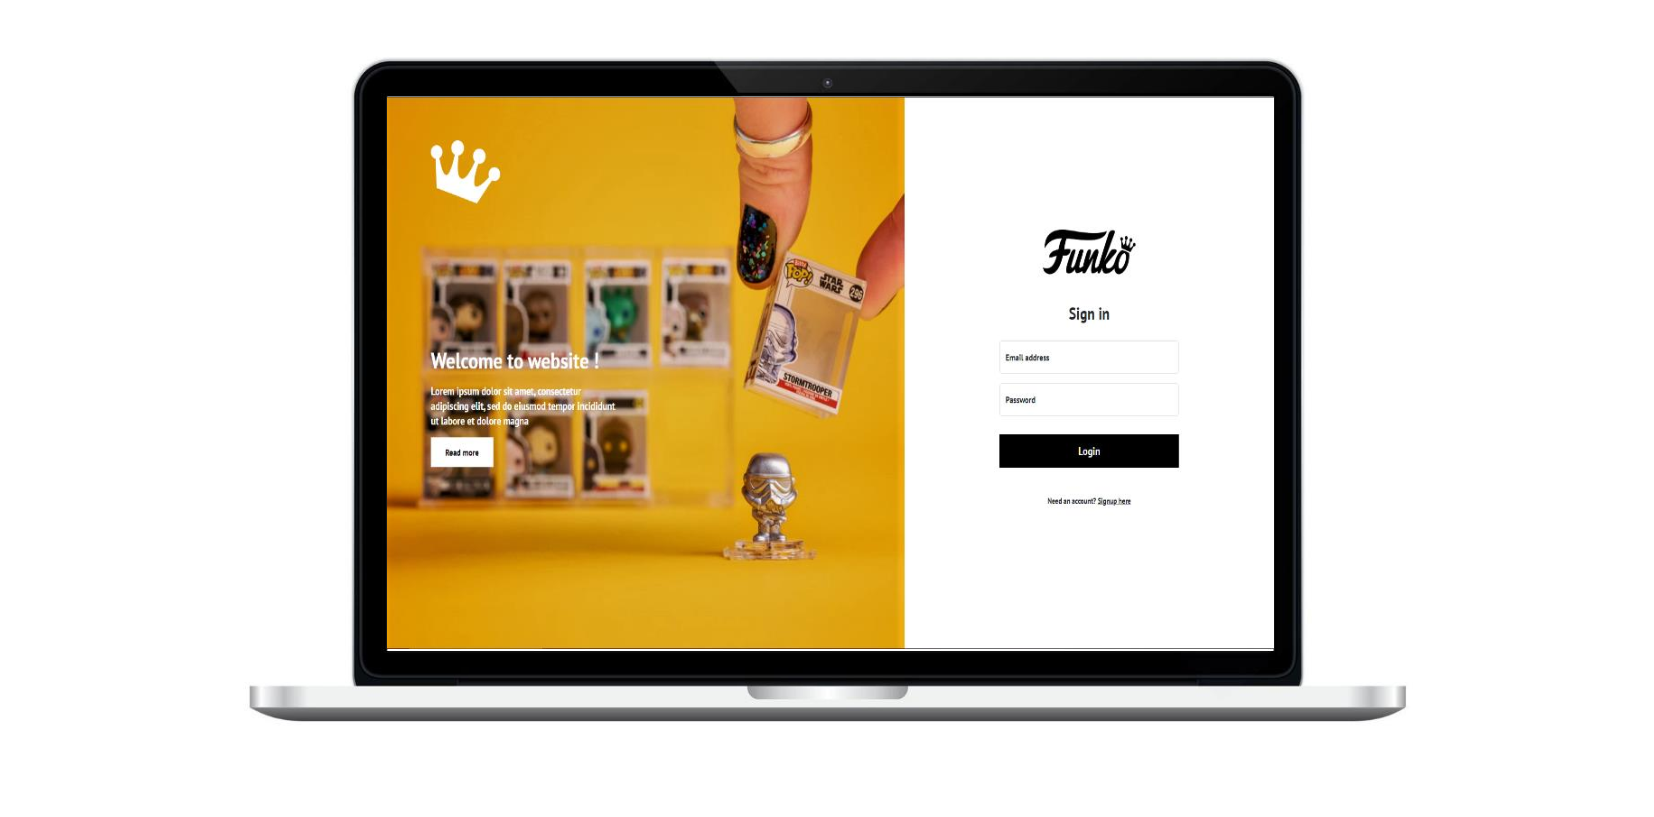 Welcome to website !
Lorem ipsum dolor sit amet, consectetur
adipiscing elit, sed do eiusmod tempor incididunt
ut labore et dolore magna
Read more
POP!
STAR
WARS
296
STORMTROOPER
Funko
Sign in
Email address
Password
Login
Need an account? Signup here